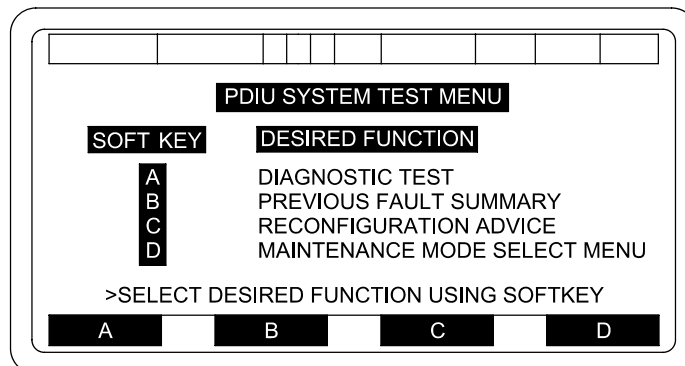 PDIU SYSTEM TEST MENU
SOFT KEY DESIRED FUNCTION
A DIAGNOSTIC TEST
B PREVIOUS FAULT SUMMARY
C RECONFIGURATION ADVICE
D MAINTENANCE MODE SELECT MENU
>SELECT DESIRED FUNCTION USING SOFTKEY
A B C D